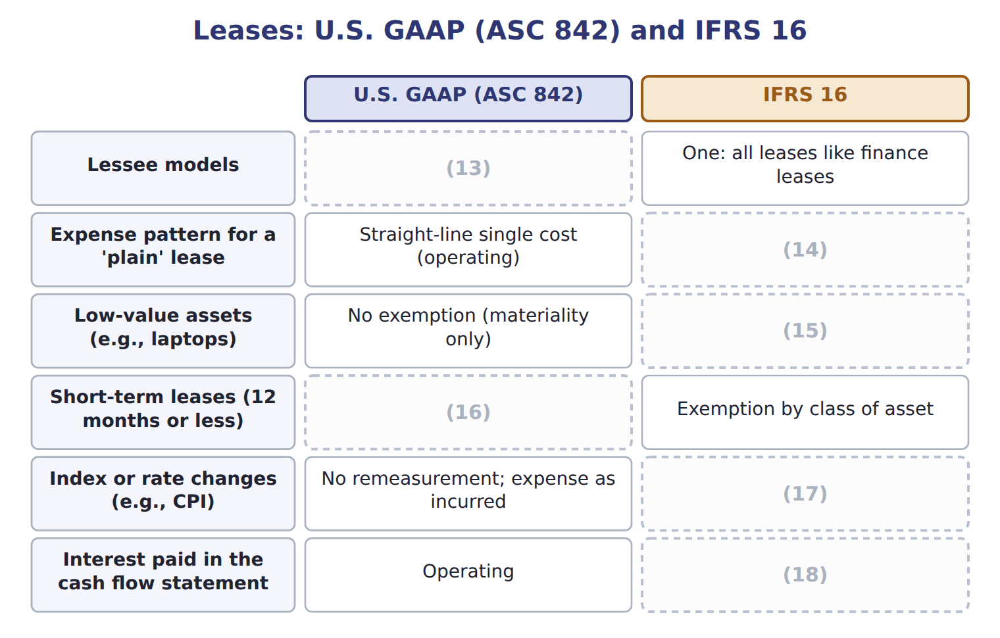 Leases: U.S. GAAP (ASC 842) and IFRS 16
U.S. GAAP (ASC 842)
IFRS 16
Lessee models
(13)
One: all leases like finance
leases
Expense pattern for a
'plain' lease
Straight-line single cost
(operating)
(14)
Low-value assets
(e.g., laptops)
No exemption (materiality
only)
(15)
Short-term leases (12
months or less)
(16)
Exemption by class of asset
Index or rate changes
(e.g., CPI)
No remeasurement; expense as
incurred
(17)
Interest paid in the
cash flow statement
Operating
(18)